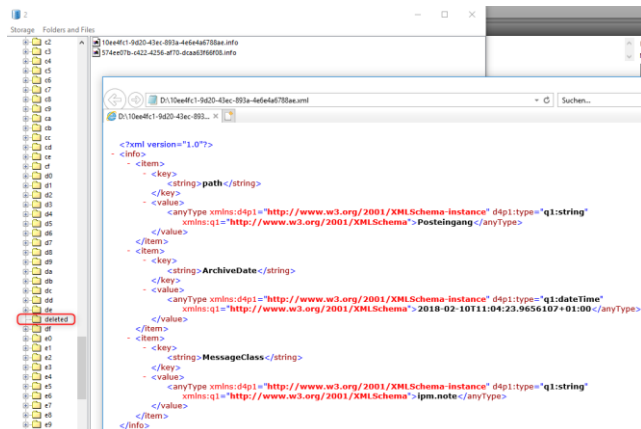 2
Storage Folders and Files
c2
c3
c4
c5
c6
c7
c8
c9
ca
cb
cc
cd
ce
cf
d0
d1
d2
d3
d4
d5
d6
d7
d8
d9
da
db
dc
dd
de
deleted
df
e0
e1
e2
e3
e4
e5
e6
e7
e8
e9
10ee4fc1-9d20-43ec-893a-4e6e4a6788ae.info
574ee07b-c422-4256-af70-dcaa63f66f08.info
D:\10ee4fc1-9d20-43ec-893a-4e6e4a6788ae.xml
Suchen...
D:\10ee4fc1-9d20-43ec-893...
<?xml version="1.0"?>
- <info>
- <item>
- <key>
<string>path</string>
</key>
- <value>
<anyType xmlns:d4p1="http://www.w3.org/2001/XMLSchema-instance" d4p1:type="q1:string"
xmlns:q1="http://www.w3.org/2001/XMLSchema">Posteingang</anyType>
</value>
</item>
- <item>
- <key>
<string>ArchiveDate</string>
</key>
- <value>
<anyType xmlns:d4p1="http://www.w3.org/2001/XMLSchema-instance" d4p1:type="q1:dateTime"
xmlns:q1="http://www.w3.org/2001/XMLSchema">2018-02-10T11:04:23.9656107+01:00</anyType>
</value>
</item>
- <item>
- <key>
<string>MessageClass</string>
</key>
- <value>
<anyType xmlns:d4p1="http://www.w3.org/2001/XMLSchema-instance" d4p1:type="q1:string"
xmlns:q1="http://www.w3.org/2001/XMLSchema">ipm.note</anyType>
</value>
</item>
</info>